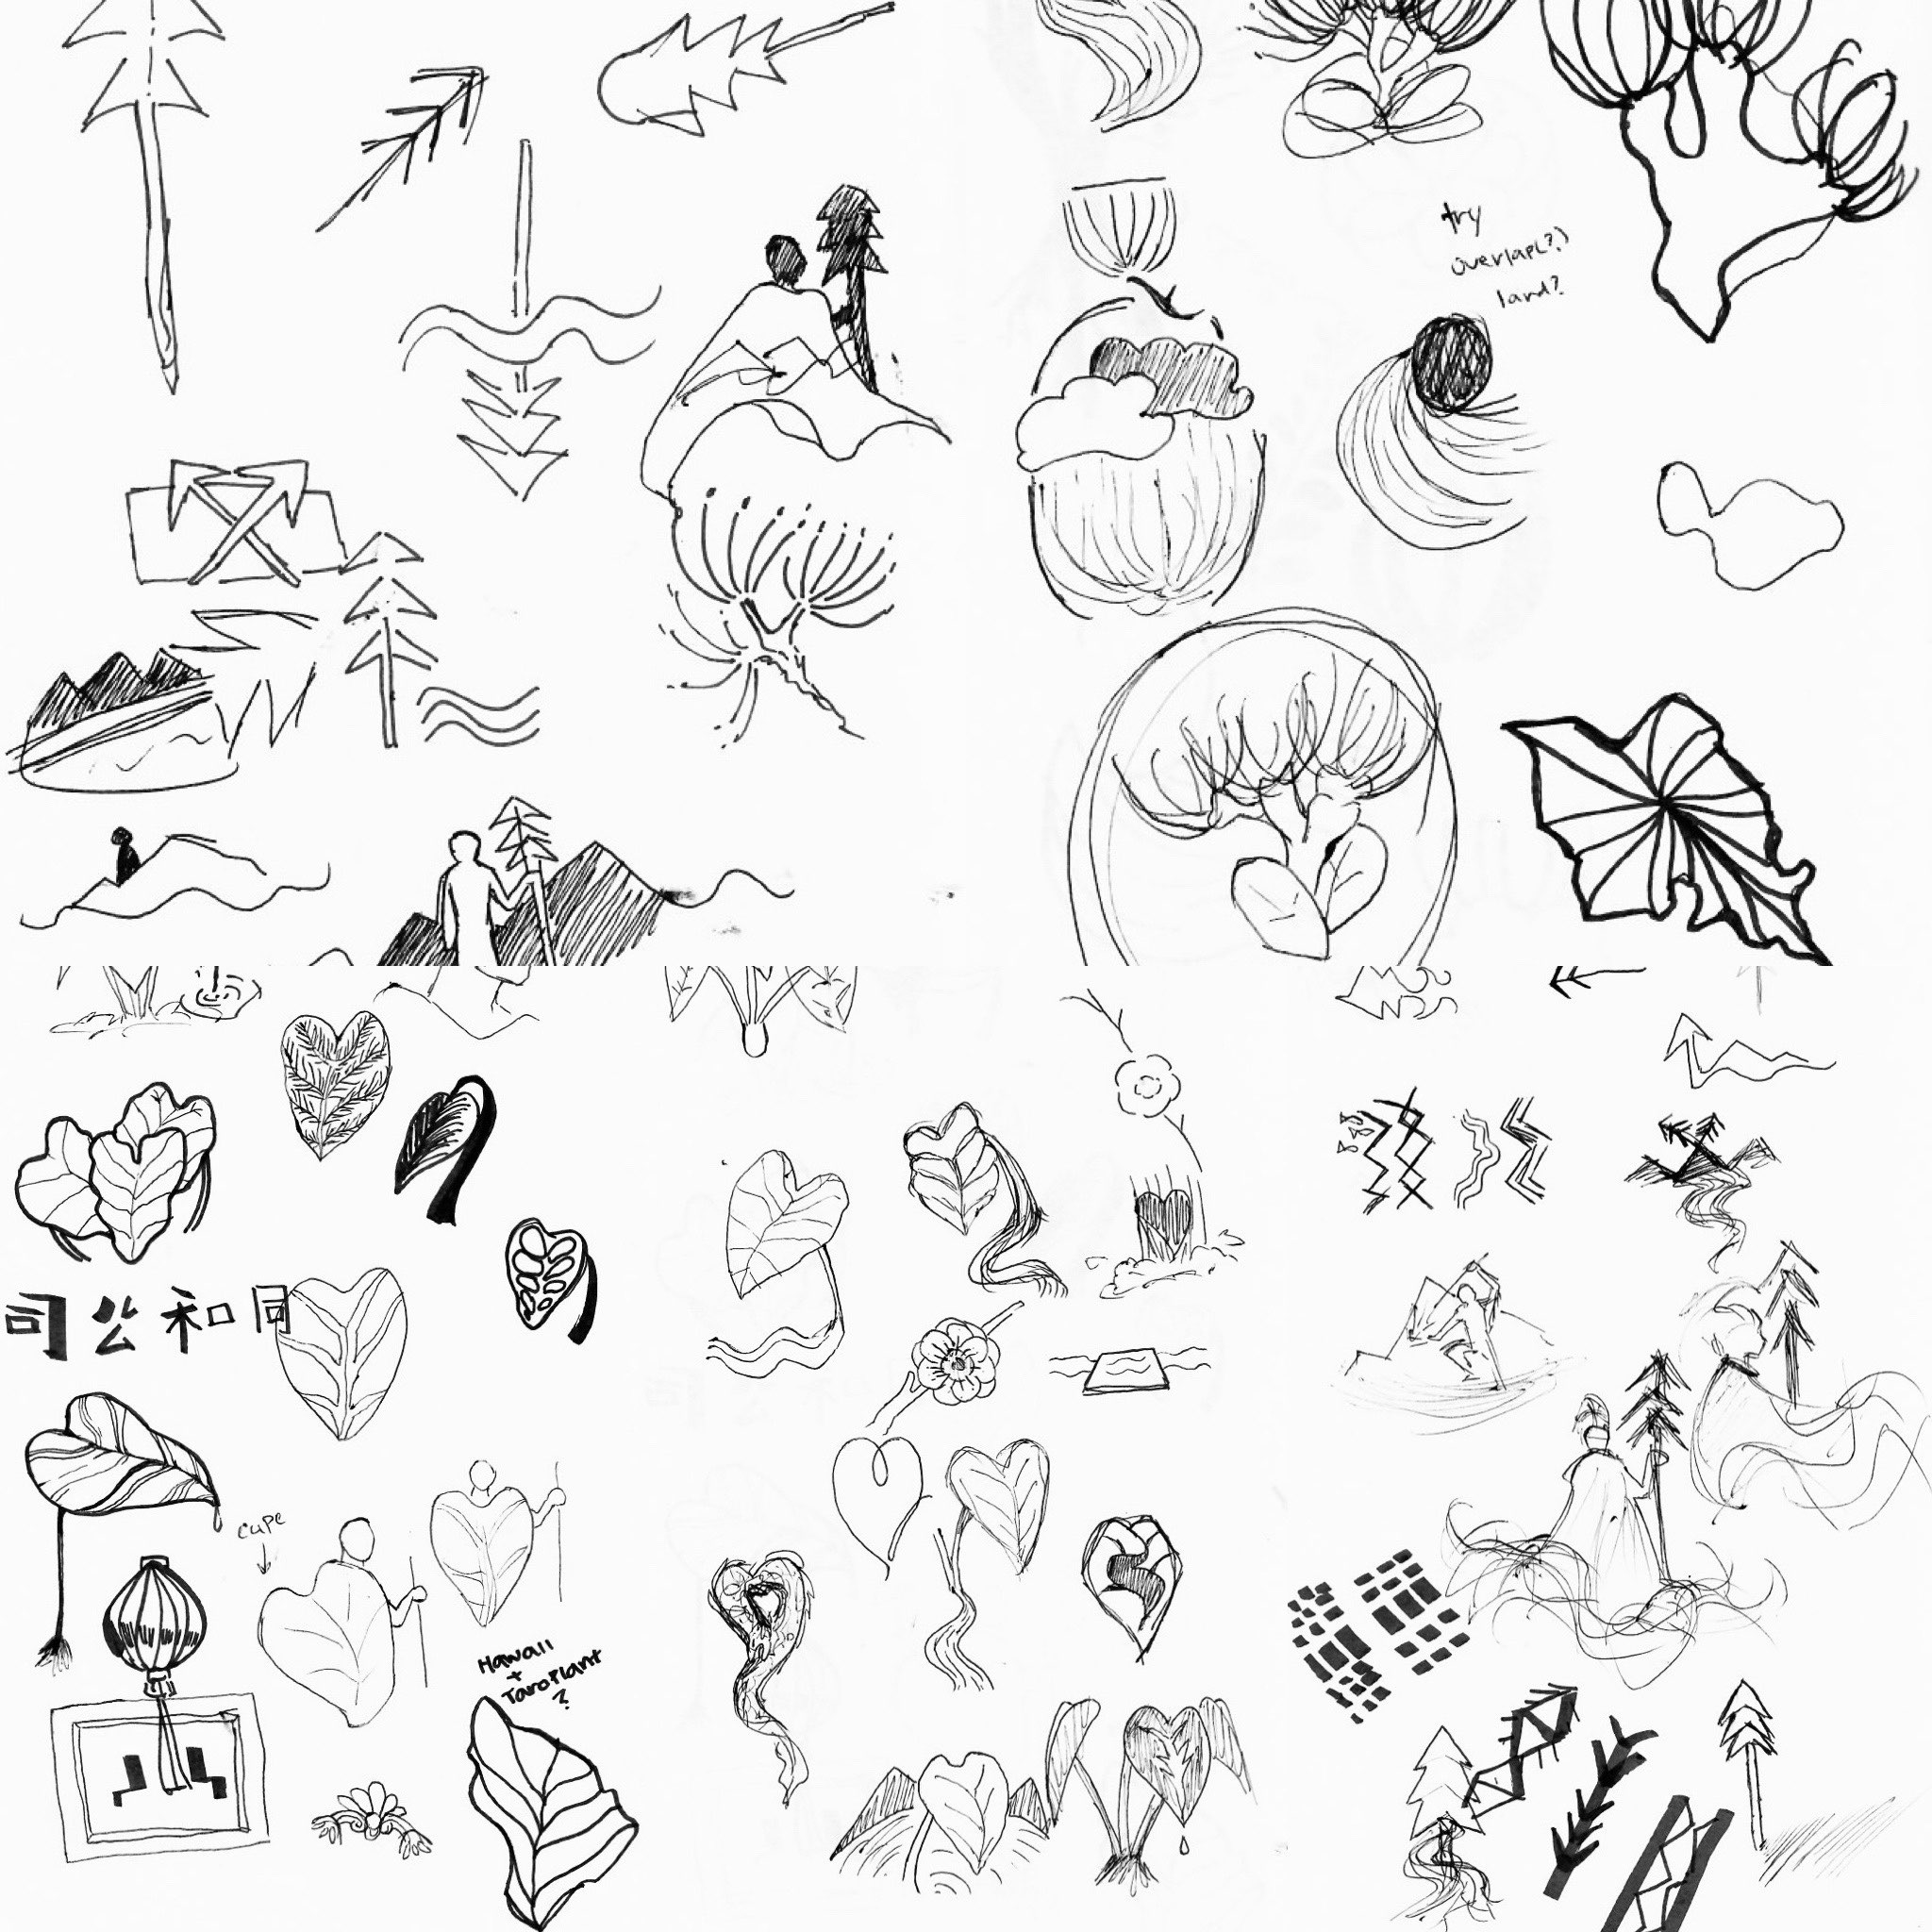 try
overlap(?)
land?
司公和同
cape
Hawaii
+
Taro Plant
?